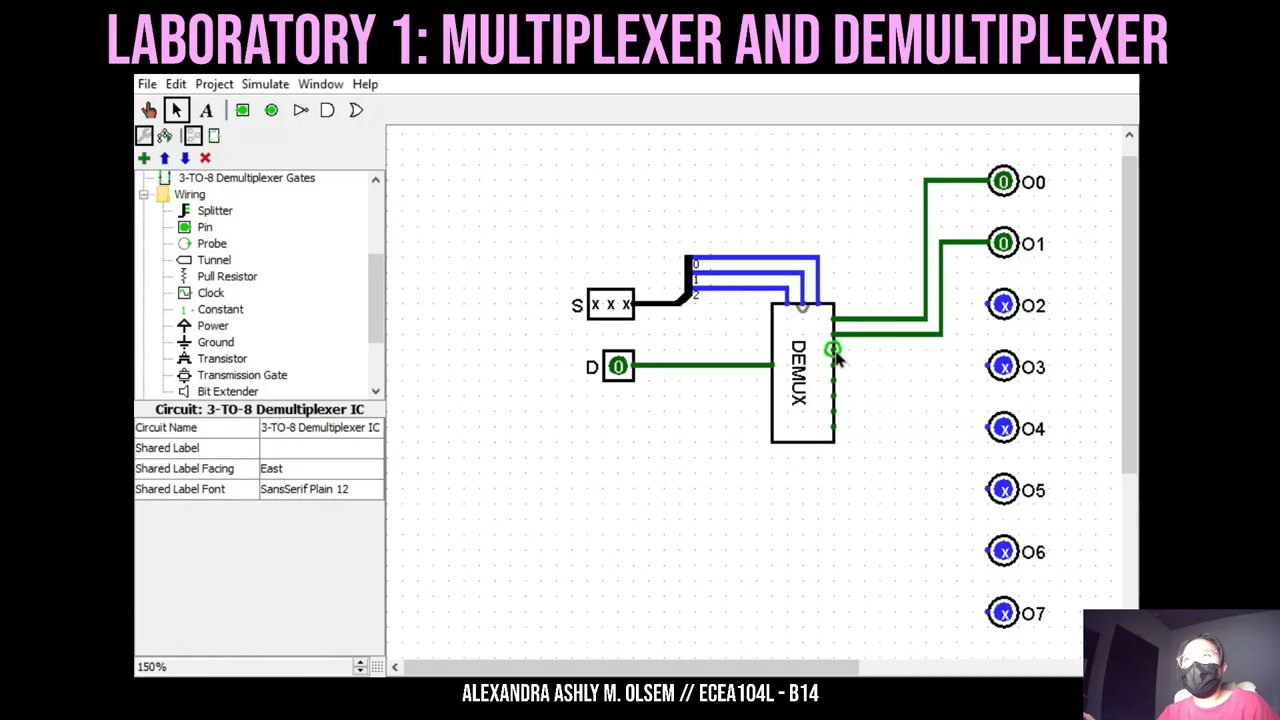 LABORATORY 1: MULTIPLEXER AND DEMULTIPLEXER
File Edit Project Simulate Window Help
A
3-TO-8 Demultiplexer Gates
Wiring
Splitter
Pin
Probe
Tunnel
Pull Resistor
Clock
1 Constant
Power
Ground
Transistor
Transmission Gate
Bit Extender
Circuit: 3-TO-8 Demultiplexer IC
Circuit Name 3-TO-8 Demultiplexer IC
Shared Label
Shared Label Facing East
Shared Label Font SansSerif Plain 12
150%
S x x x
0
1
2
D 0
DEMUX
0 O0
0 O1
x O2
x O3
x O4
x O5
x O6
x O7
ALEXANDRA ASHLY M. OLSEM // ECEA104L - B14